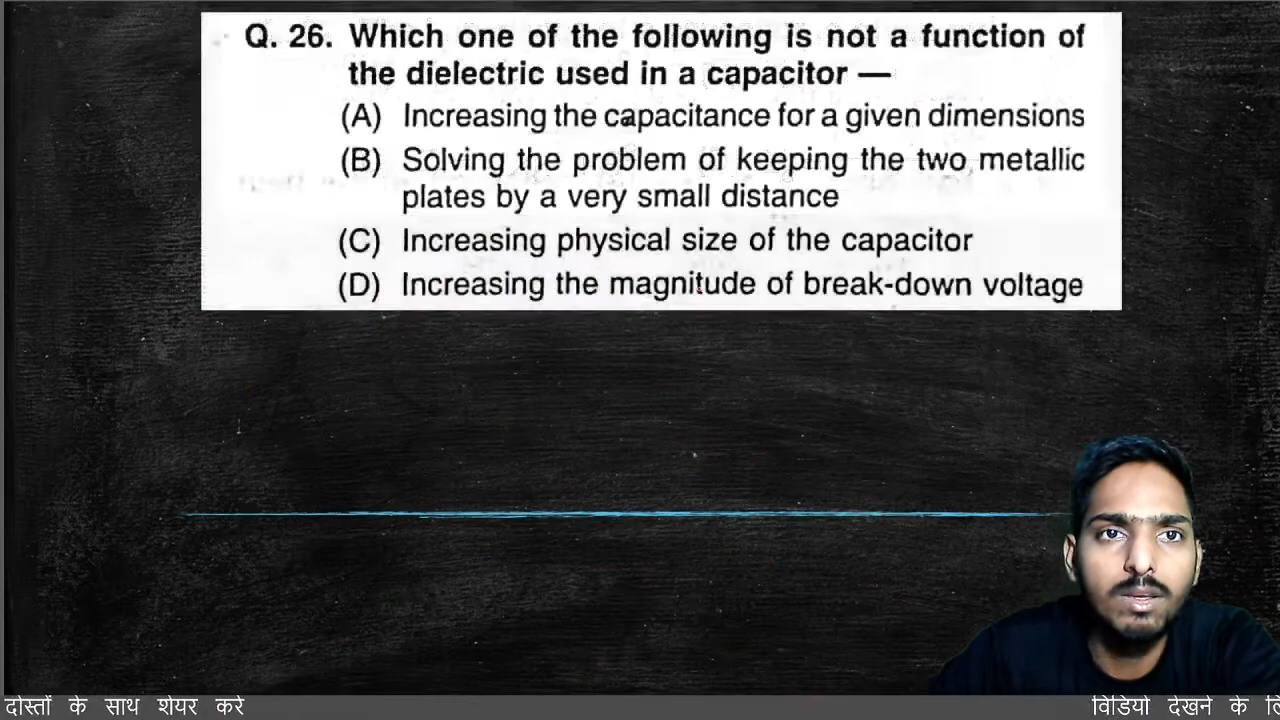 Q. 26. Which one of the following is not a function of
the dielectric used in a capacitor —
(A) Increasing the capacitance for a given dimensions
(B) Solving the problem of keeping the two metallic
plates by a very small distance
(C) Increasing physical size of the capacitor
(D) Increasing the magnitude of break-down voltage
दोस्तों के साथ शेयर करे
विडियो देखने के